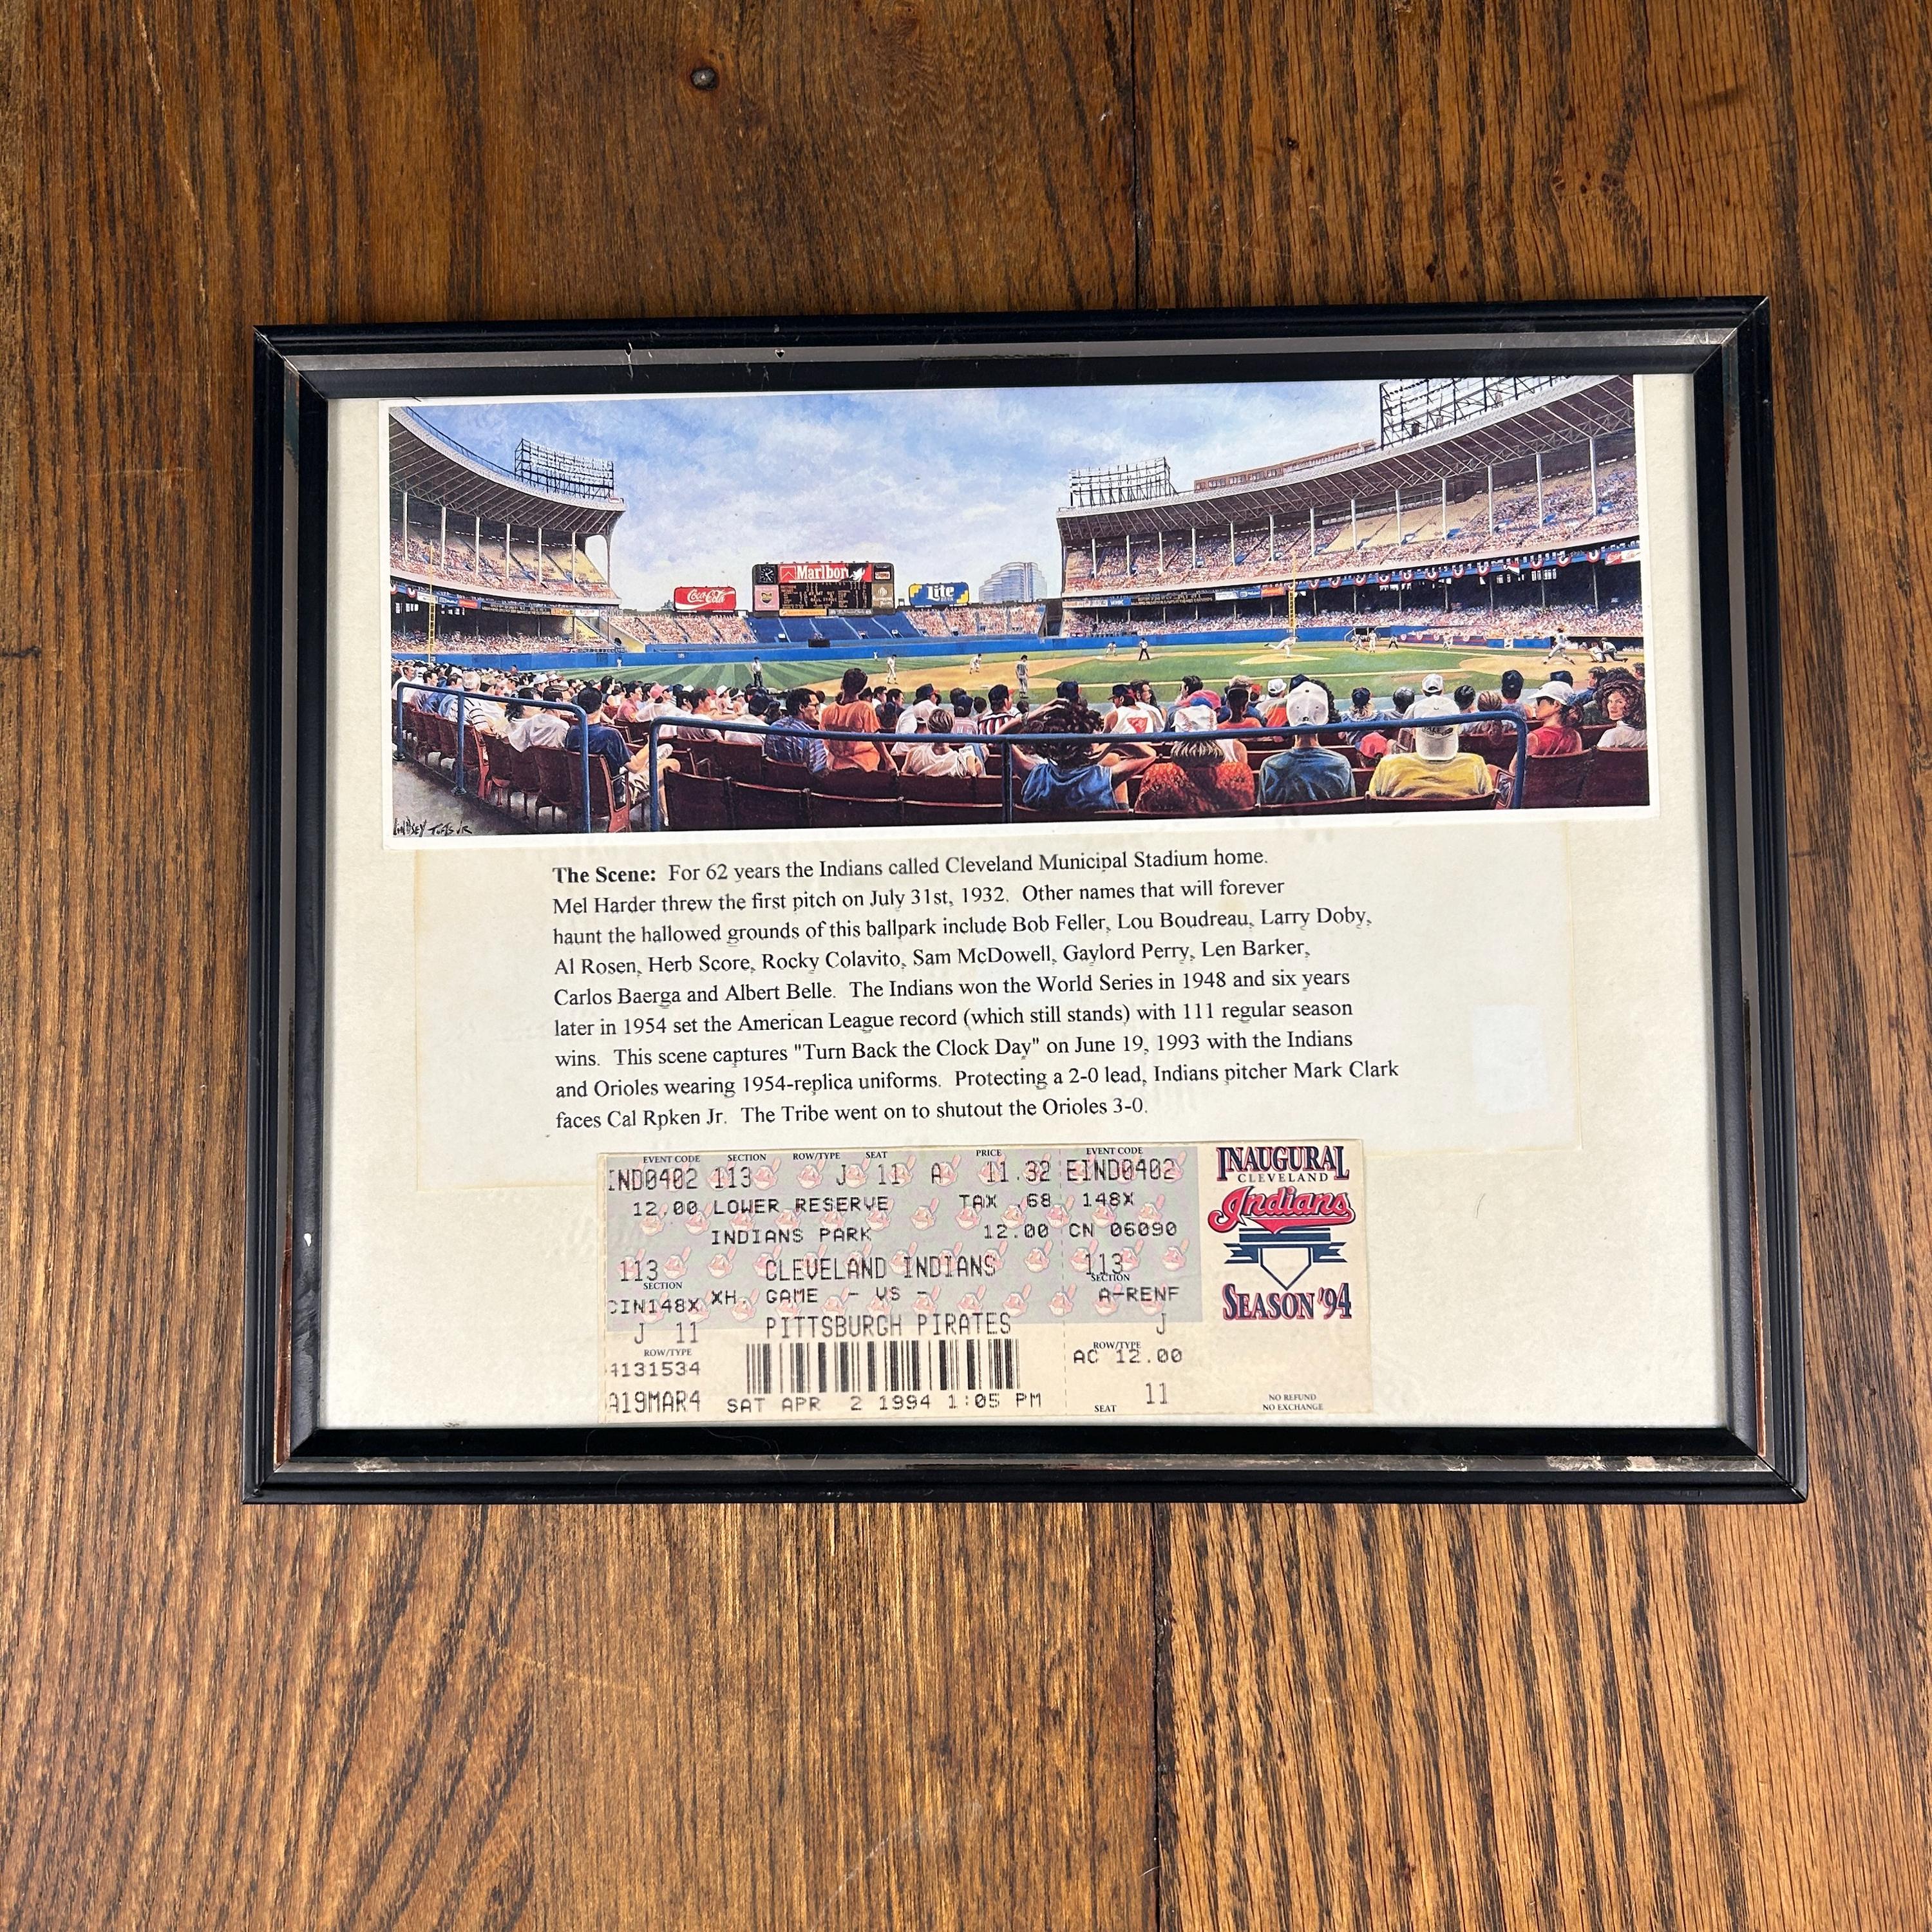 Coca-Cola
Marlboro
Lite
LINDSEY TOTTS JR
The Scene: For 62 years the Indians called Cleveland Municipal Stadium home.
Mel Harder threw the first pitch on July 31st, 1932. Other names that will forever
haunt the hallowed grounds of this ballpark include Bob Feller, Lou Boudreau, Larry Doby,
Al Rosen, Herb Score, Rocky Colavito, Sam McDowell, Gaylord Perry, Len Barker,
Carlos Baerga and Albert Belle. The Indians won the World Series in 1948 and six years
later in 1954 set the American League record (which still stands) with 111 regular season
wins. This scene captures "Turn Back the Clock Day" on June 19, 1993 with the Indians
and Orioles wearing 1954-replica uniforms. Protecting a 2-0 lead, Indians pitcher Mark Clark
faces Cal Rpken Jr. The Tribe went on to shutout the Orioles 3-0.
EVENT CODE SECTION ROW/TYPE SEAT PRICE EVENT CODE
IND0402 113 J 11 A 11.32 EIND0402
12.00 LOWER RESERVE TAX .68 148X
INDIANS PARK 12.00 CN 06090
113 CLEVELAND INDIANS 113
SECTION SECTION
CIN148X XH GAME - VS - A-RENF
J 11 PITTSBURGH PIRATES J
ROW/TYPE ROW/TYPE
4131534 AC 12.00
A19MAR4 SAT APR 2 1994 1:05 PM SEAT 11
INAUGURAL
CLEVELAND
Indians
SEASON '94
NO REFUND
NO EXCHANGE